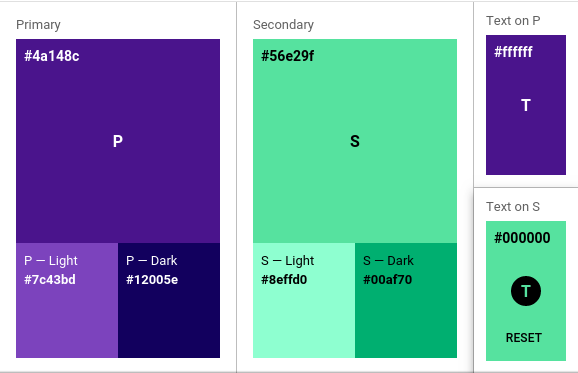 Primary
#4a148c
P
P — Light
#7c43bd
P — Dark
#12005e
Secondary
#56e29f
S
S — Light
#8effd0
S — Dark
#00af70
Text on P
#ffffff
T
Text on S
#000000
T
RESET